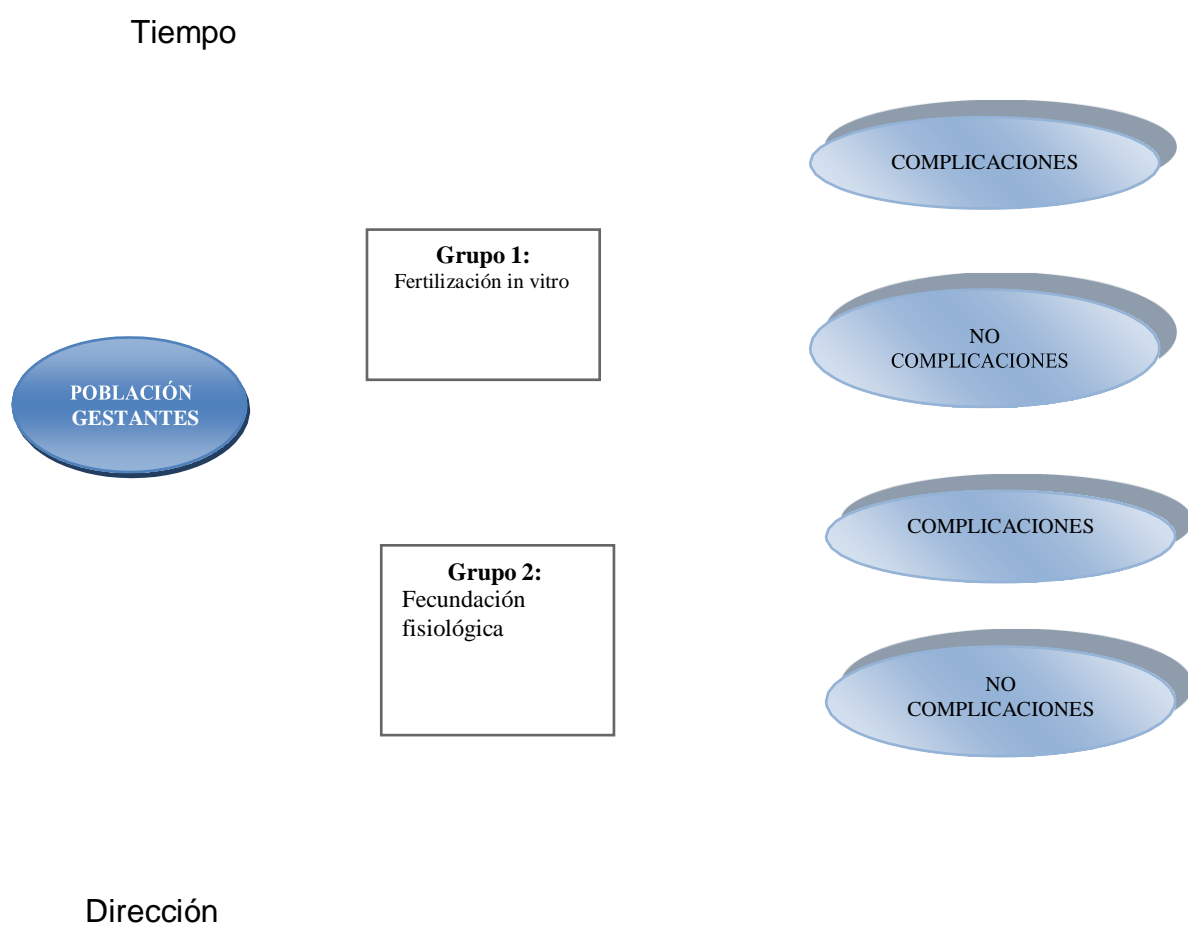 Tiempo
COMPLICACIONES
Grupo 1:
Fertilización in vitro
NO
COMPLICACIONES
POBLACIÓN
GESTANTES
COMPLICACIONES
Grupo 2:
Fecundación
fisiológica
NO
COMPLICACIONES
Dirección